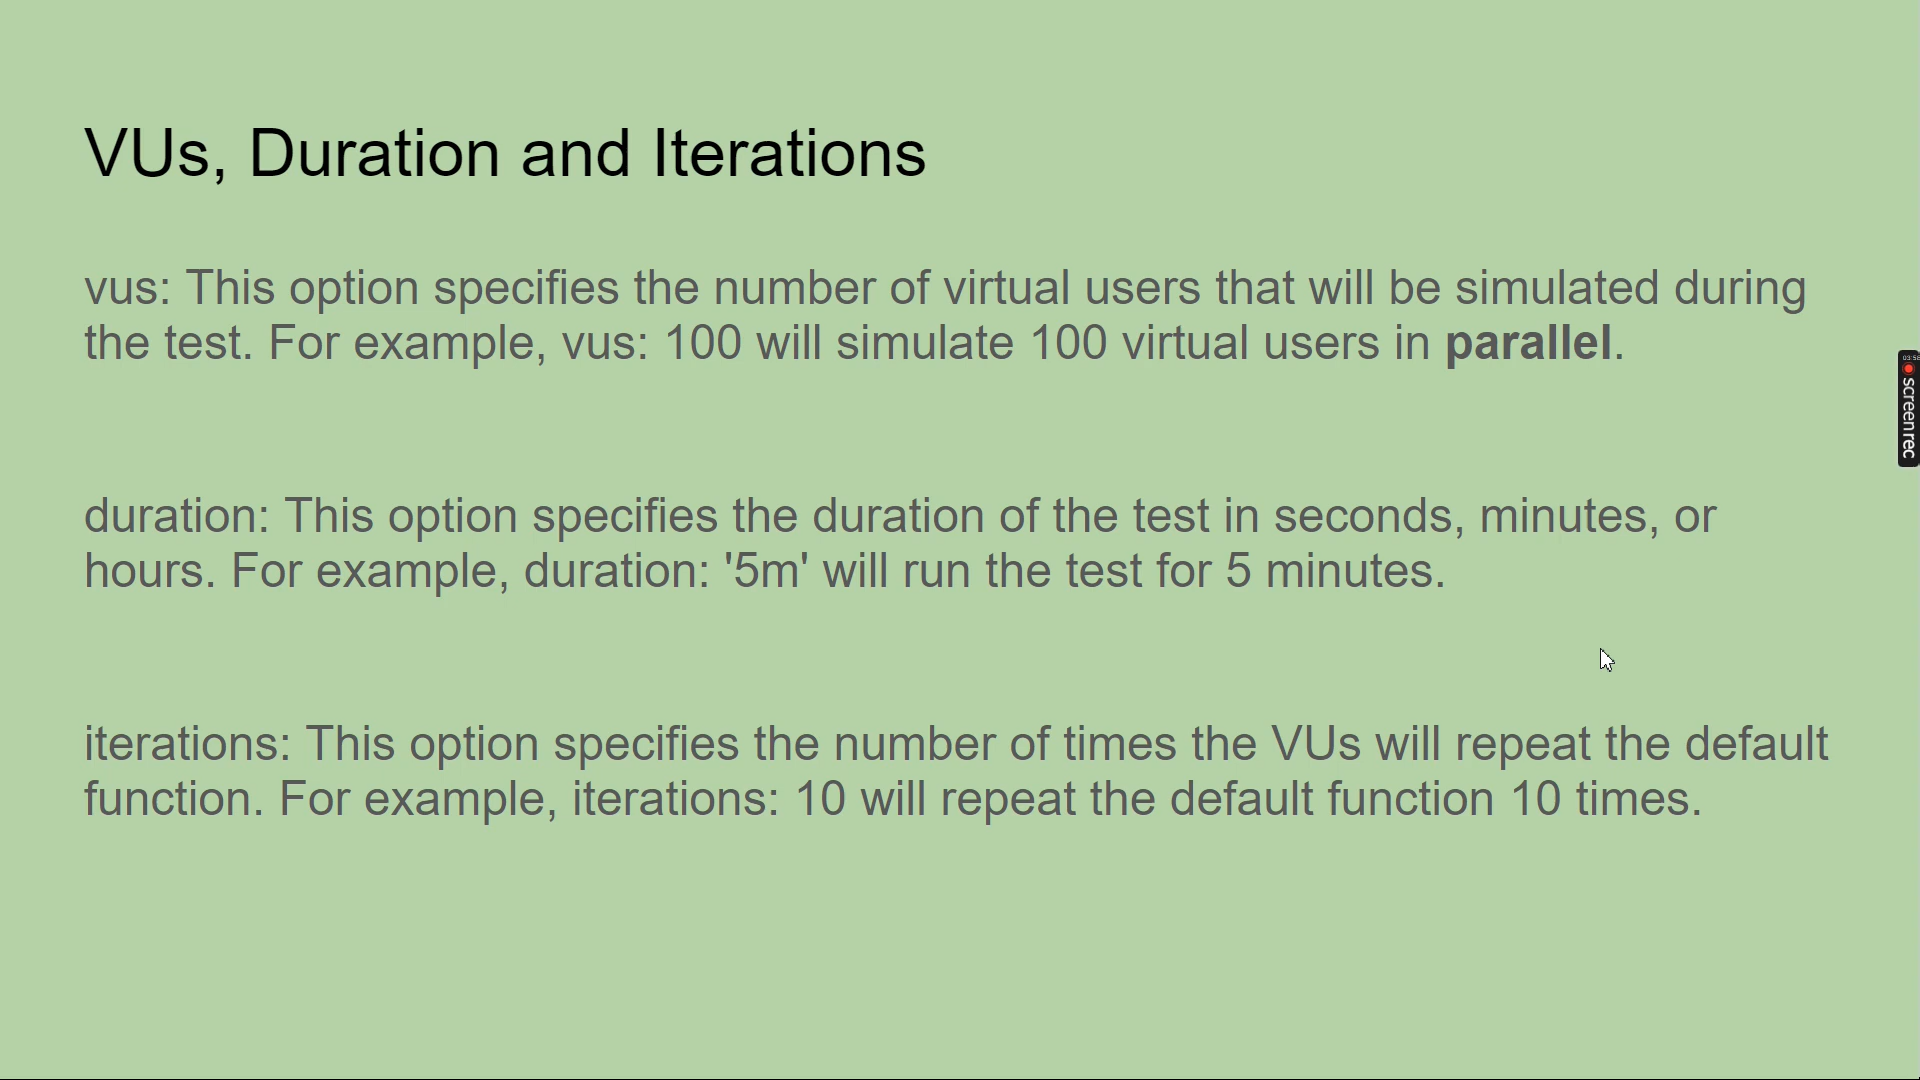 VUs, Duration and Iterations
vus: This option specifies the number of virtual users that will be simulated during
the test. For example, vus: 100 will simulate 100 virtual users in parallel.
duration: This option specifies the duration of the test in seconds, minutes, or
hours. For example, duration: '5m' will run the test for 5 minutes.
iterations: This option specifies the number of times the VUs will repeat the default
function. For example, iterations: 10 will repeat the default function 10 times.
screenrec